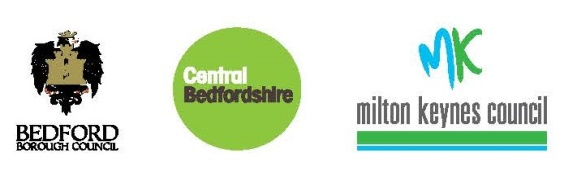 BEDFORD
BOROUGH COUNCIL
Central
Bedfordshire
MK
milton keynes council